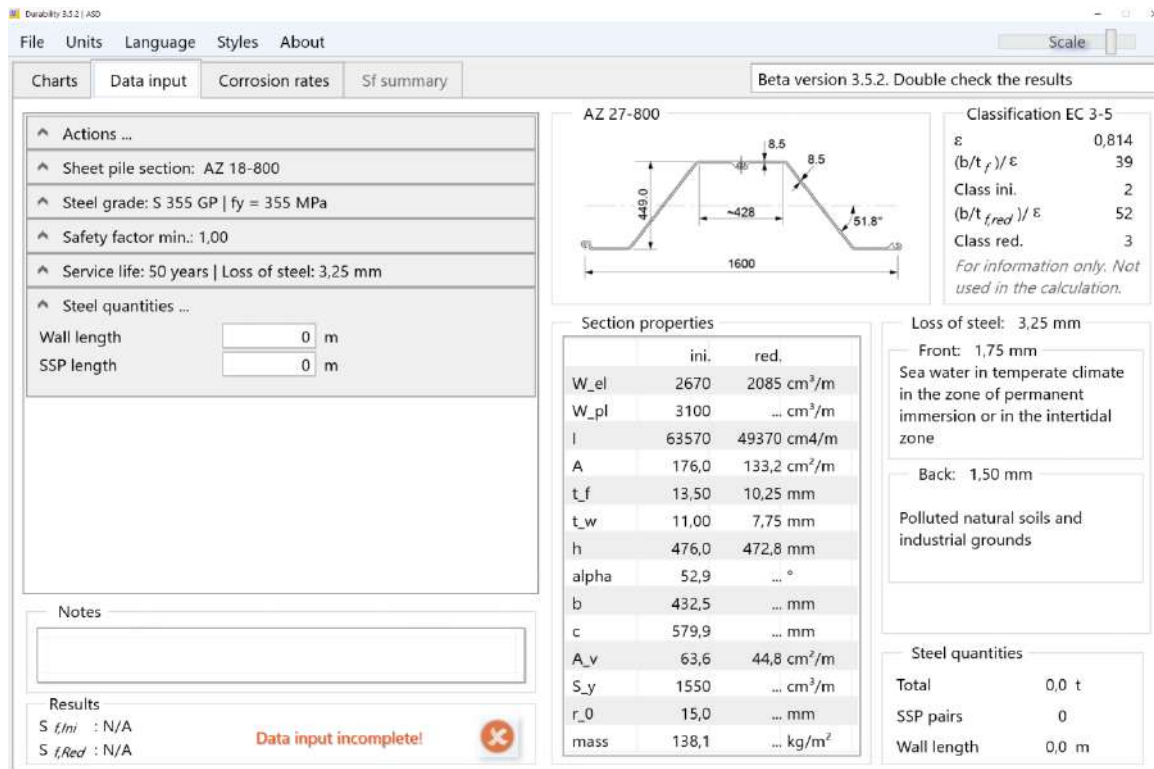 Durability 3.5.2 | ASD
File Units Language Styles About Scale
Charts Data input Corrosion rates Sf summary
Beta version 3.5.2. Double check the results
Actions ...
Sheet pile section: AZ 18-800
Steel grade: S 355 GP | fy = 355 MPa
Safety factor min.: 1,00
Service life: 50 years | Loss of steel: 3,25 mm
Steel quantities ...
Wall length 0 m
SSP length 0 m
Notes
Results
S f,Ini : N/A
S f,Red : N/A
Data input incomplete!
AZ 27-800
8.5
8.5
449.0
~428
51.8°
1600
Classification EC 3-5
ε 0,814
(b/t f)/ε 39
Class ini. 2
(b/t f,red)/ε 52
Class red. 3
For information only. Not
used in the calculation.
Section properties
ini. red.
W_el 2670 2085 cm³/m
W_pl 3100 ... cm³/m
I 63570 49370 cm4/m
A 176,0 133,2 cm²/m
t_f 13,50 10,25 mm
t_w 11,00 7,75 mm
h 476,0 472,8 mm
alpha 52,9 ... °
b 432,5 ... mm
c 579,9 ... mm
A_v 63,6 44,8 cm²/m
S_y 1550 ... cm³/m
r_0 15,0 ... mm
mass 138,1 ... kg/m²
Loss of steel: 3,25 mm
Front: 1,75 mm
Sea water in temperate climate
in the zone of permanent
immersion or in the intertidal
zone
Back: 1,50 mm
Polluted natural soils and
industrial grounds
Steel quantities
Total 0,0 t
SSP pairs 0
Wall length 0,0 m